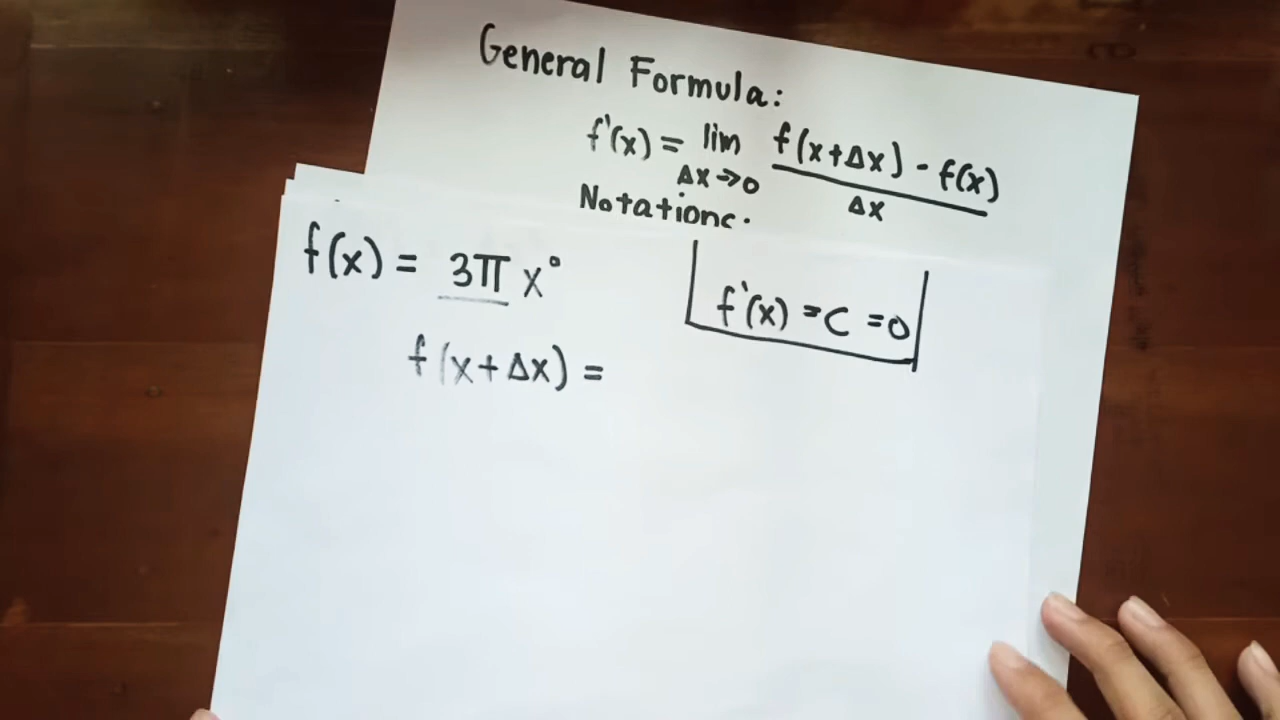 General Formula:
f'(x) = lim Δx→0 f(x+Δx) - f(x) / Δx
f(x) = 3π x°
f'(x) = C = 0
f(x+Δx) =